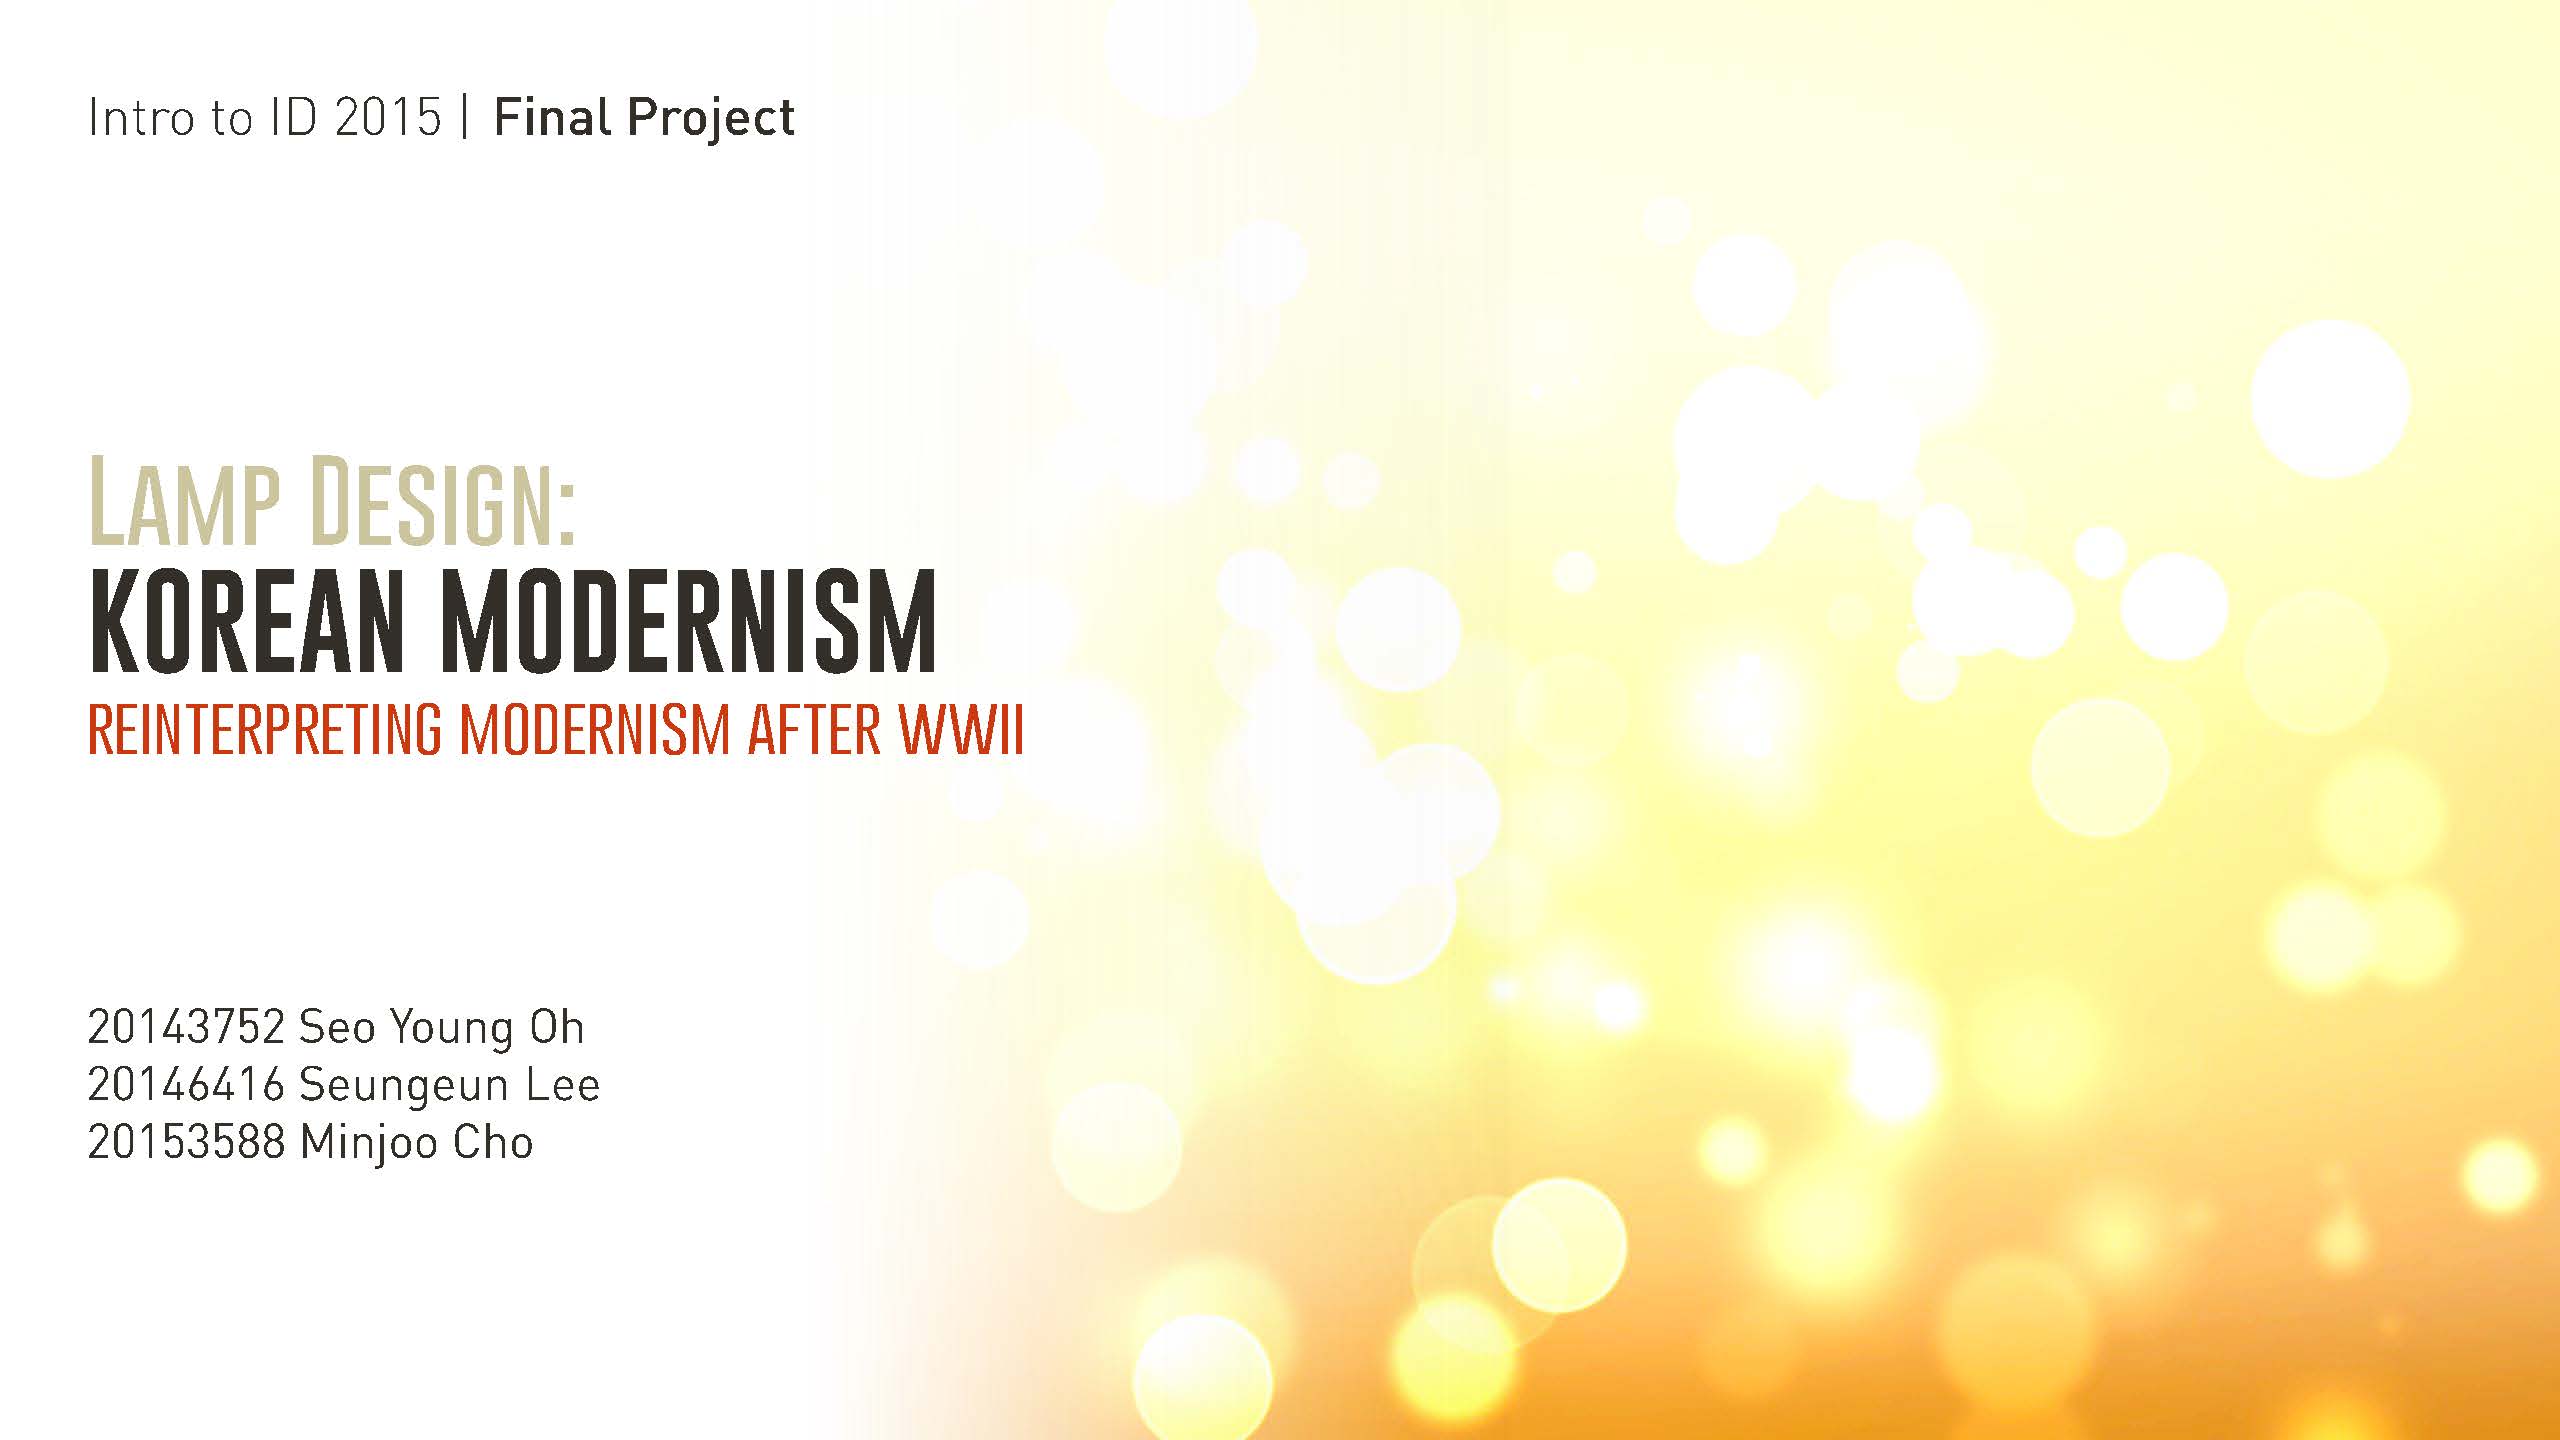 Intro to ID 2015 | Final Project
LAMP DESIGN:
KOREAN MODERNISM
REINTERPRETING MODERNISM AFTER WWII
20143752 Seo Young Oh
20146416 Seungeun Lee
20153588 Minjoo Cho